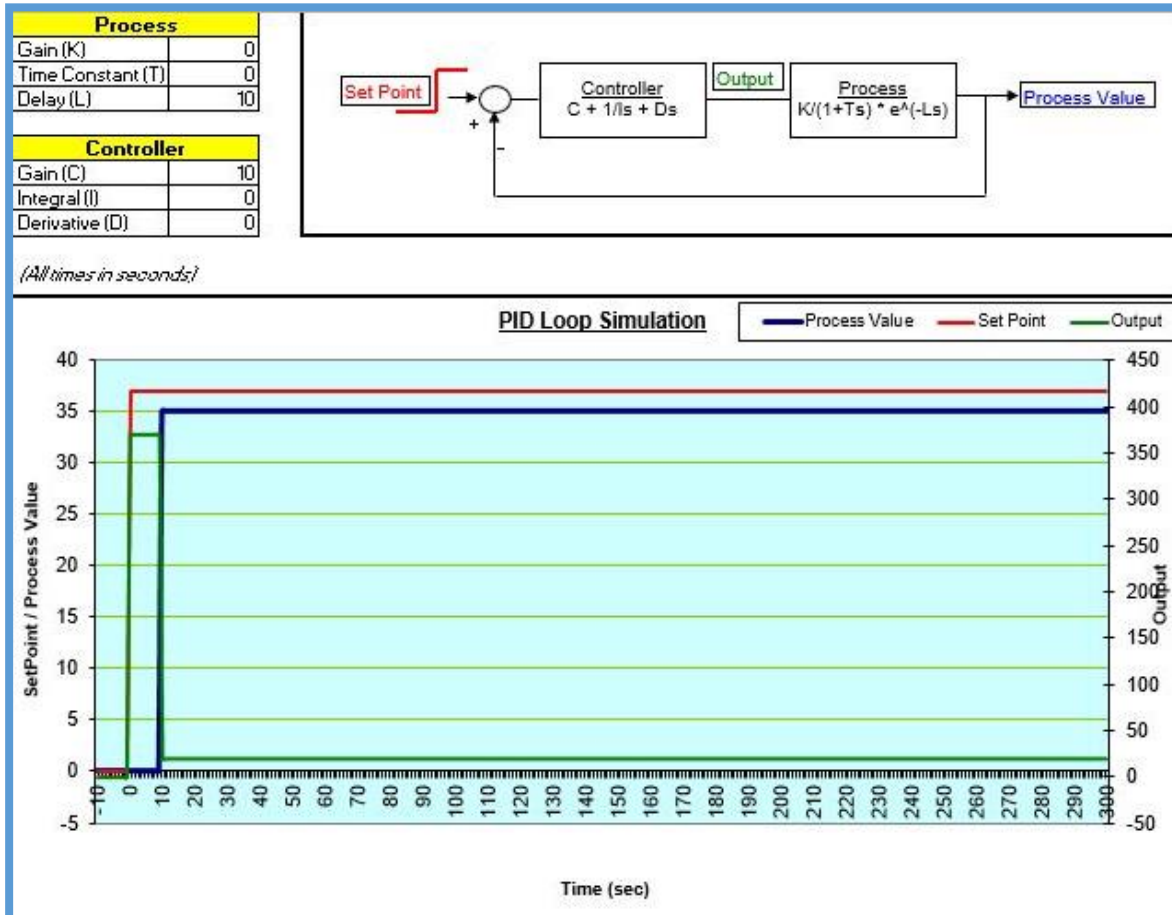 Process
Gain (K) 0
Time Constant (T) 0
Delay (L) 10
Controller
Gain (C) 10
Integral (I) 0
Derivative (D) 0
(All times in seconds)
Set Point
+
-
Controller
C + 1/Is + Ds
Output
Process
K/(1+Ts) * e^(-Ls)
Process Value
PID Loop Simulation
Process Value Set Point Output
SetPoint / Process Value
40
35
30
25
20
15
10
5
0
-5
450
400
350
300
250
200
150
100
50
0
-50
Output
-10 0 10 20 30 40 50 60 70 80 90 100 110 120 130 140 150 160 170 180 190 200 210 220 230 240 250 260 270 280 290 300
Time (sec)